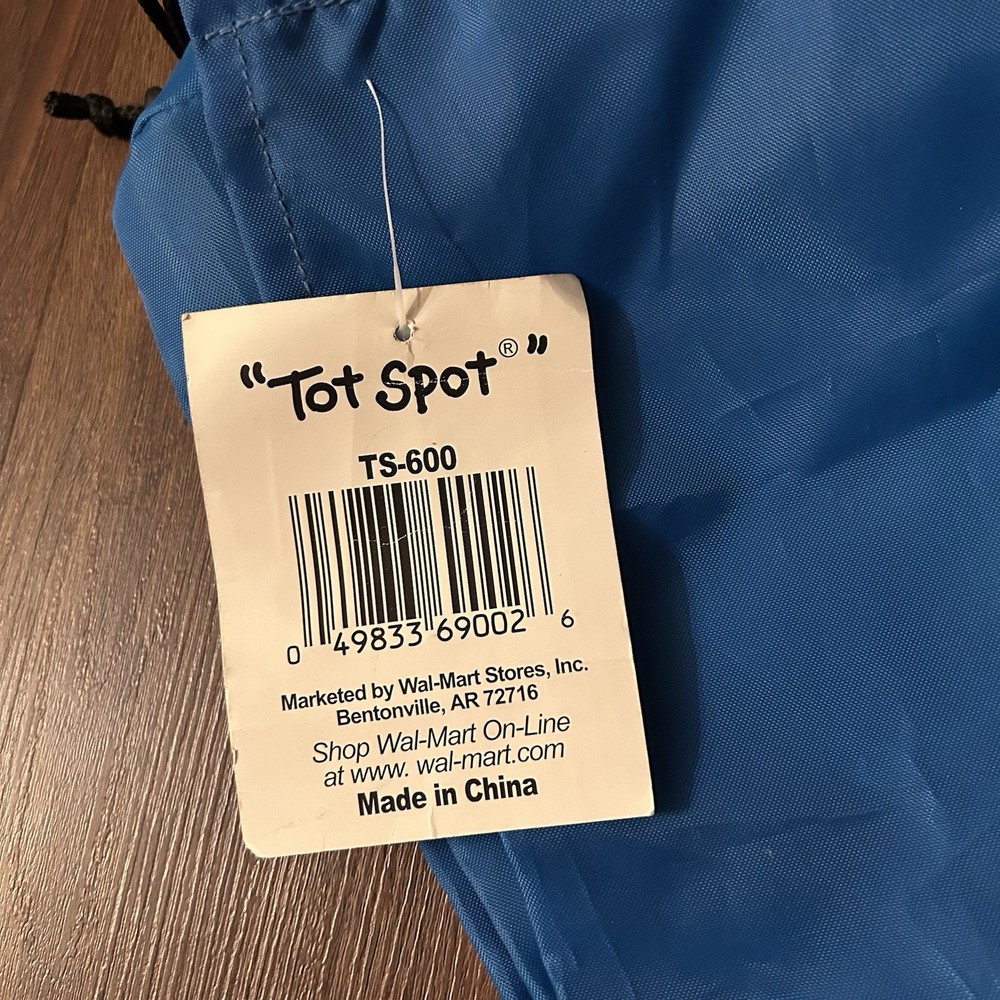 "Tot Spot®"
TS-600
0 49833 69002 6
Marketed by Wal-Mart Stores, Inc.
Bentonville, AR 72716
Shop Wal-Mart On-Line
at www. wal-mart.com
Made in China